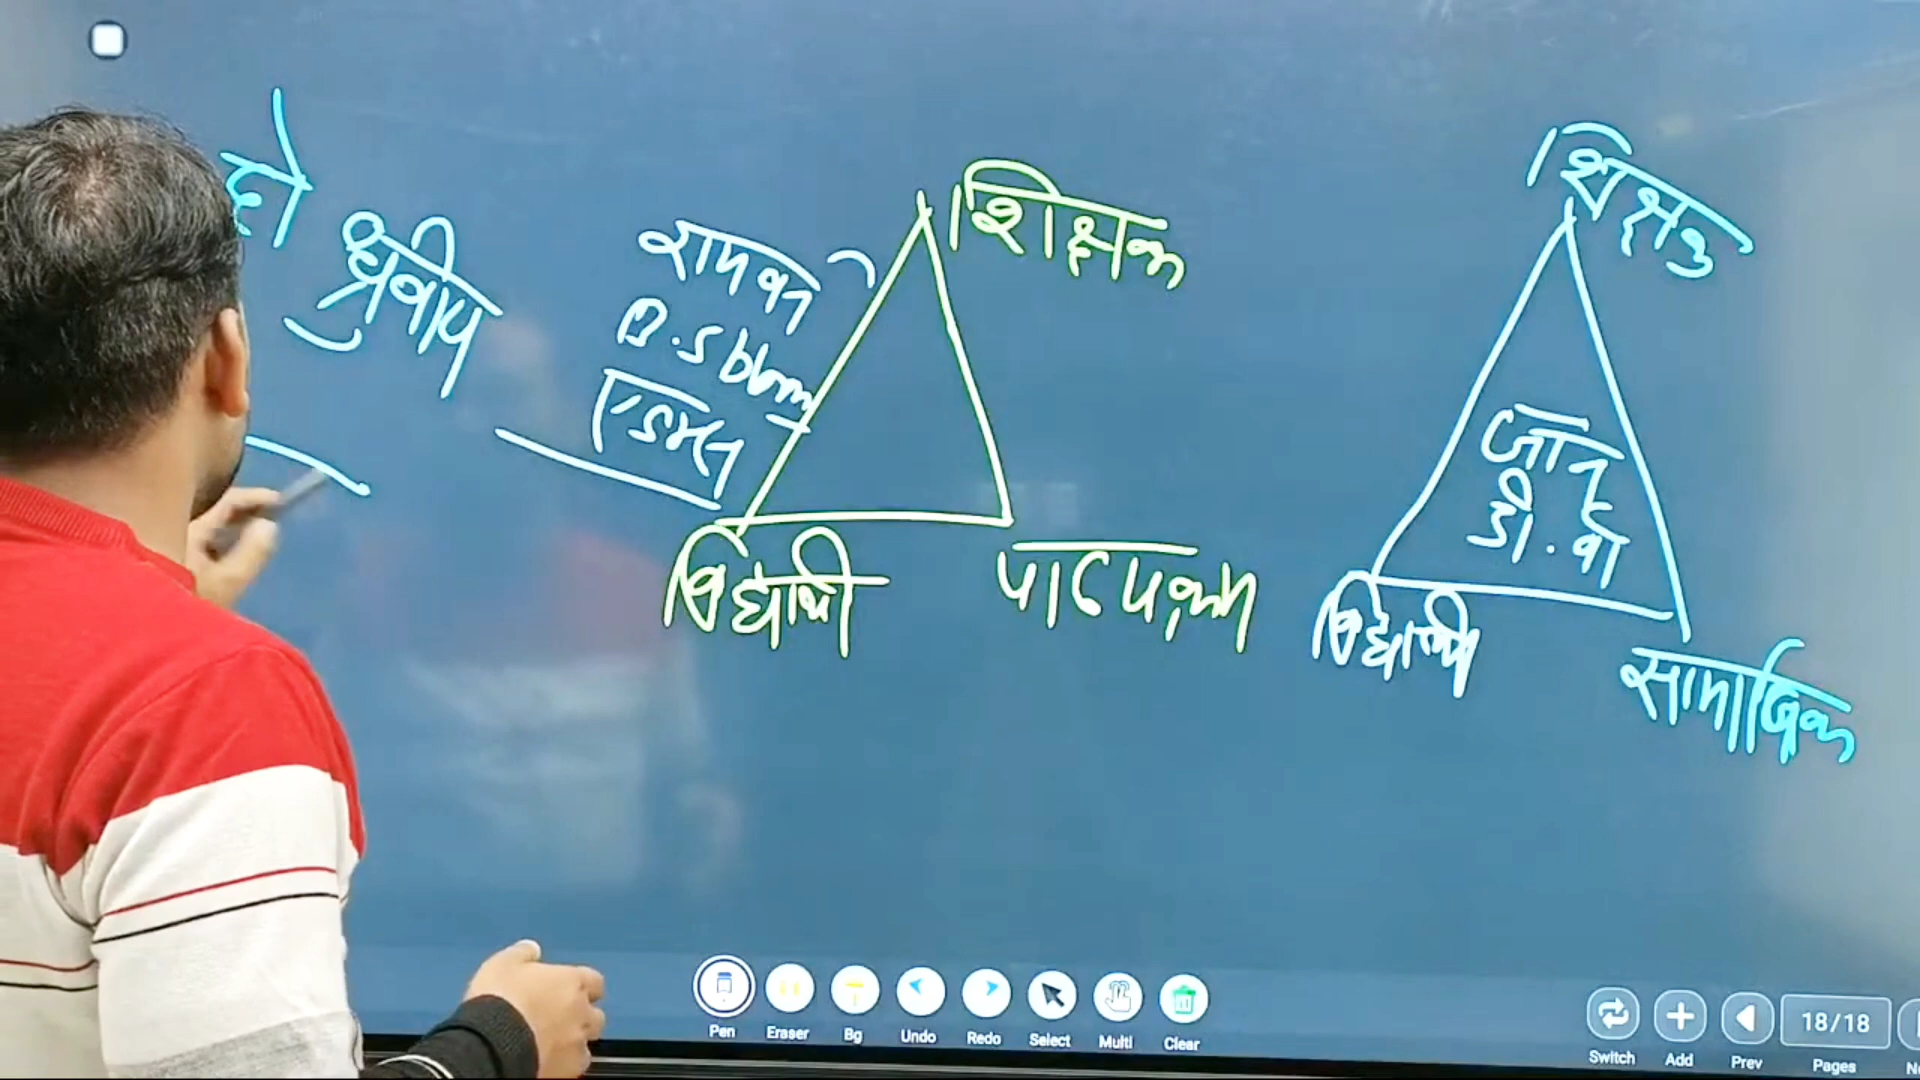 दो
ध्रुवीय
रायबर्न
B.S bloom
शिक्षक
विद्यार्थी
पाठ्यक्रम
शिक्षक
जॉन
डी.वी
विद्यार्थी
सामाजिक
Pen
Eraser
Bg
Undo
Redo
Select
Multi
Clear
Switch
Add
Prev
18/18
Pages